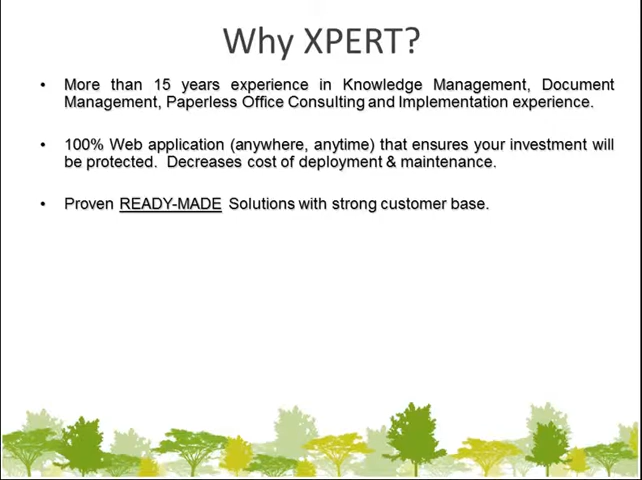 Why XPERT?
• More than 15 years experience in Knowledge Management, Document
Management, Paperless Office Consulting and Implementation experience.
• 100% Web application (anywhere, anytime) that ensures your investment will
be protected. Decreases cost of deployment & maintenance.
• Proven READY-MADE Solutions with strong customer base.